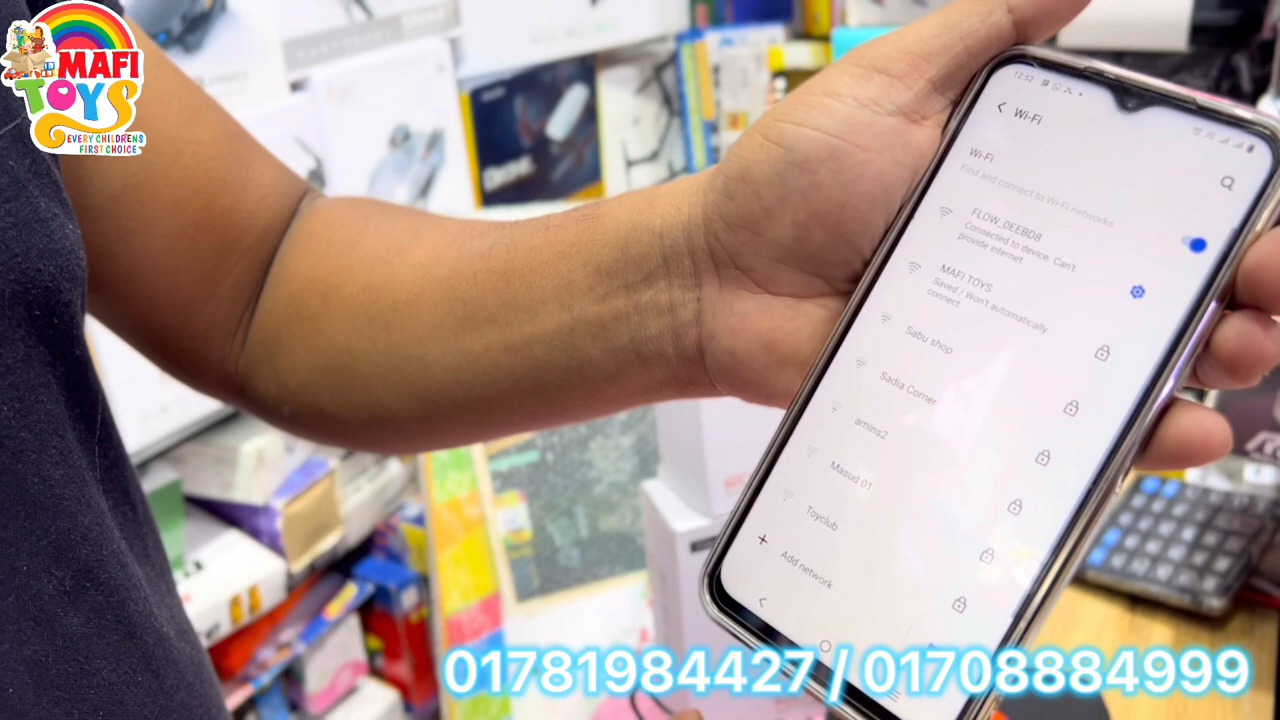 MAFI
TOYS
EVERY CHILDRENS
FIRST CHOICE
12:52
Wi-Fi
Wi-Fi
Find and connect to Wi-Fi networks
FLOW_0EEBD8
Connected to device. Can't
provide internet.
MAFI TOYS
Saved / Won't automatically
connect
Sabu shop
Sadia Corner
amins2
Masud 01
Toyclub
Add network
01781984427 / 01708884999